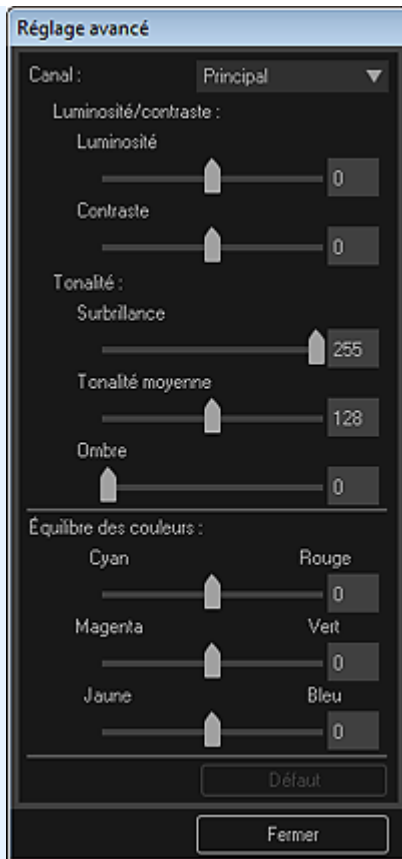 Réglage avancé
Canal : Principal
Luminosité/contraste :
Luminosité
0
Contraste
0
Tonalité :
Surbrillance
255
Tonalité moyenne
128
Ombre
0
Équilibre des couleurs :
Cyan Rouge
0
Magenta Vert
0
Jaune Bleu
0
Défaut
Fermer